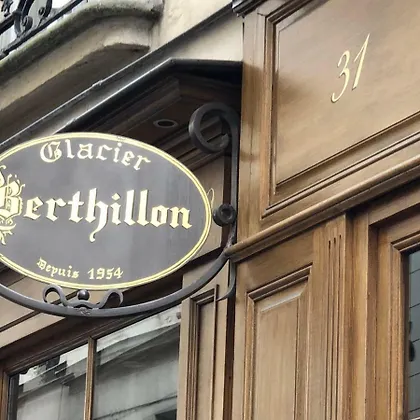 Glacier
Berthillon
Depuis 1954
31